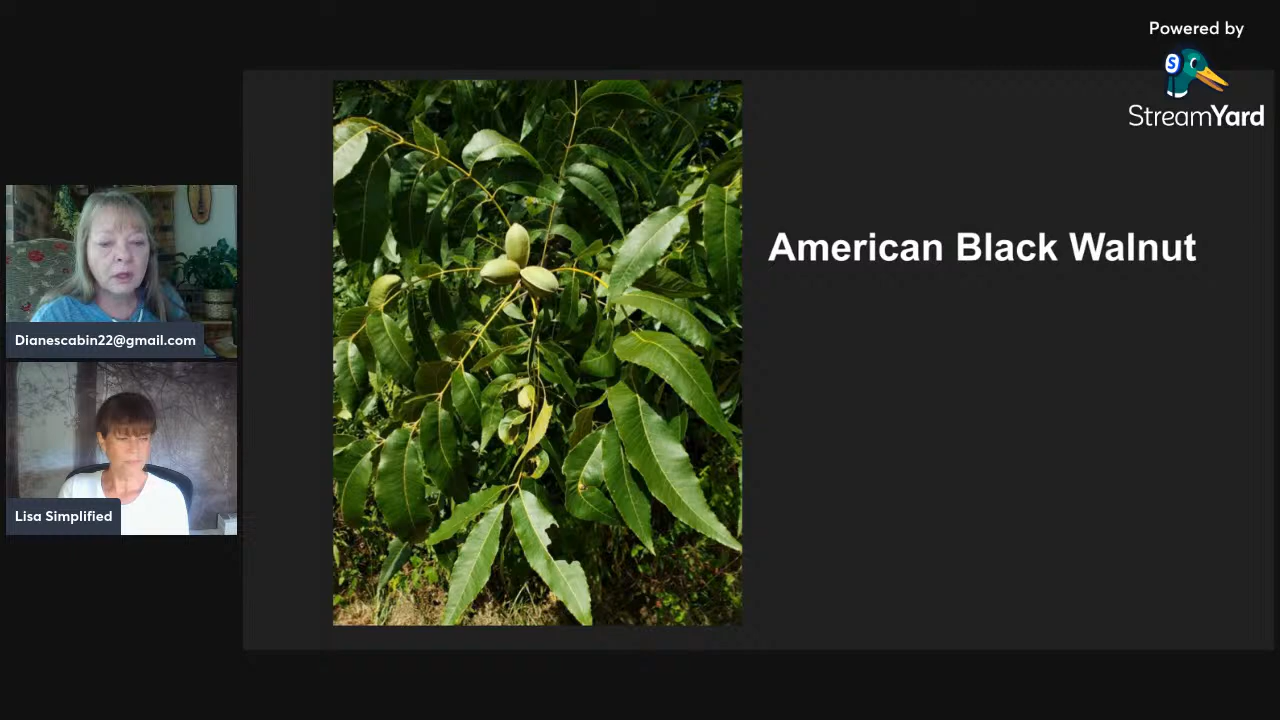 Powered by
StreamYard
American Black Walnut
Dianescabin22@gmail.com
Lisa Simplified